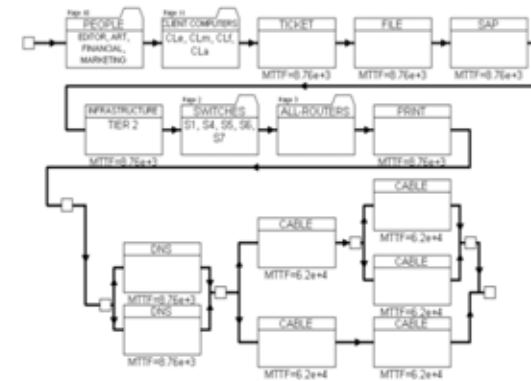 Page 10
PEOPLE
EDITOR, ART,
FINANCIAL,
MARKETING
Page 11
CLIENT COMPUTERS
CLe, CLm, CLf,
CLa
TICKET
MTTF=8.76e+3
FILE
MTTF=8.76e+3
SAP
MTTF=8.76e+3
INFRASTRUCTURE
TIER 2
MTTF=8.76e+3
Page 2
SWITCHES
S1, S4, S5, S6,
S7
Page 3
ALL-ROUTERS
PRINT
MTTF=8.76e+3
DNS
MTTF=8.76e+3
DNS
MTTF=8.76e+3
CABLE
MTTF=6.2e+4
CABLE
MTTF=6.2e+4
CABLE
MTTF=6.2e+4
CABLE
MTTF=6.2e+4
CABLE
MTTF=6.2e+4